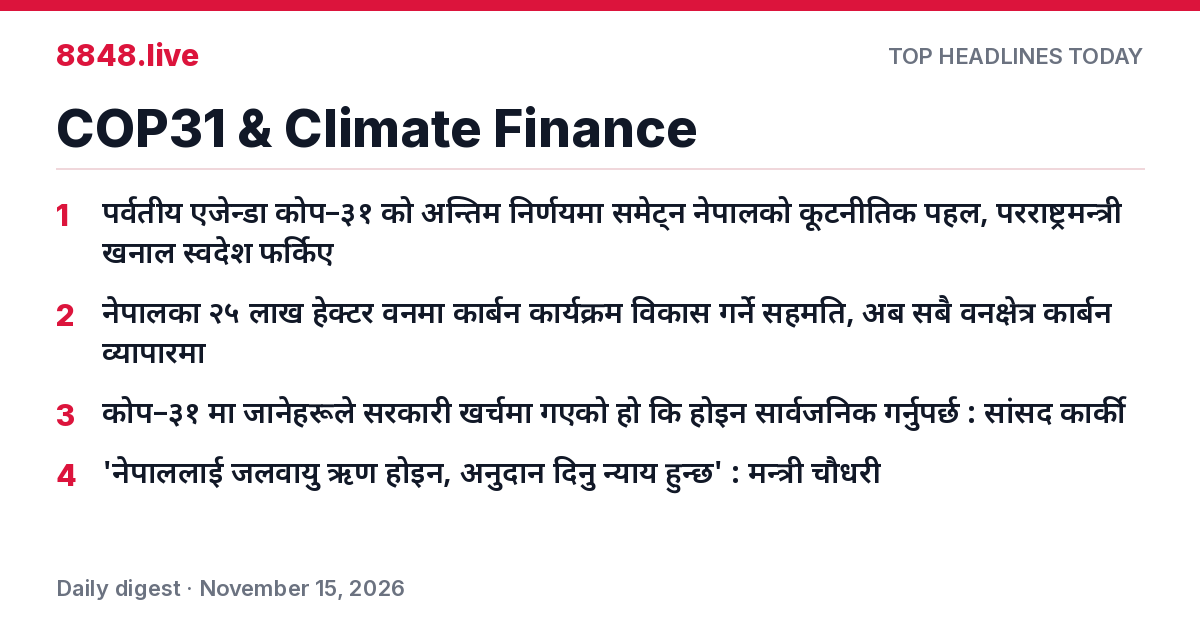 8848.live
TOP HEADLINES TODAY
COP31 & Climate Finance
1 पर्वतीय एजेन्डा कोप–३१ को अन्तिम निर्णयमा समेट्न नेपालको कूटनीतिक पहल, परराष्ट्रमन्त्री
खनाल स्वदेश फर्किए
2 नेपालका २५ लाख हेक्टर वनमा कार्बन कार्यक्रम विकास गर्ने सहमति, अब सबै वनक्षेत्र कार्बन
व्यापारमा
3 कोप–३१ मा जानेहरूले सरकारी खर्चमा गएको हो कि होइन सार्वजनिक गर्नुपर्छ : सांसद कार्की
4 'नेपाललाई जलवायु ऋण होइन, अनुदान दिनु न्याय हुन्छ' : मन्त्री चौधरी
Daily digest · November 15, 2026